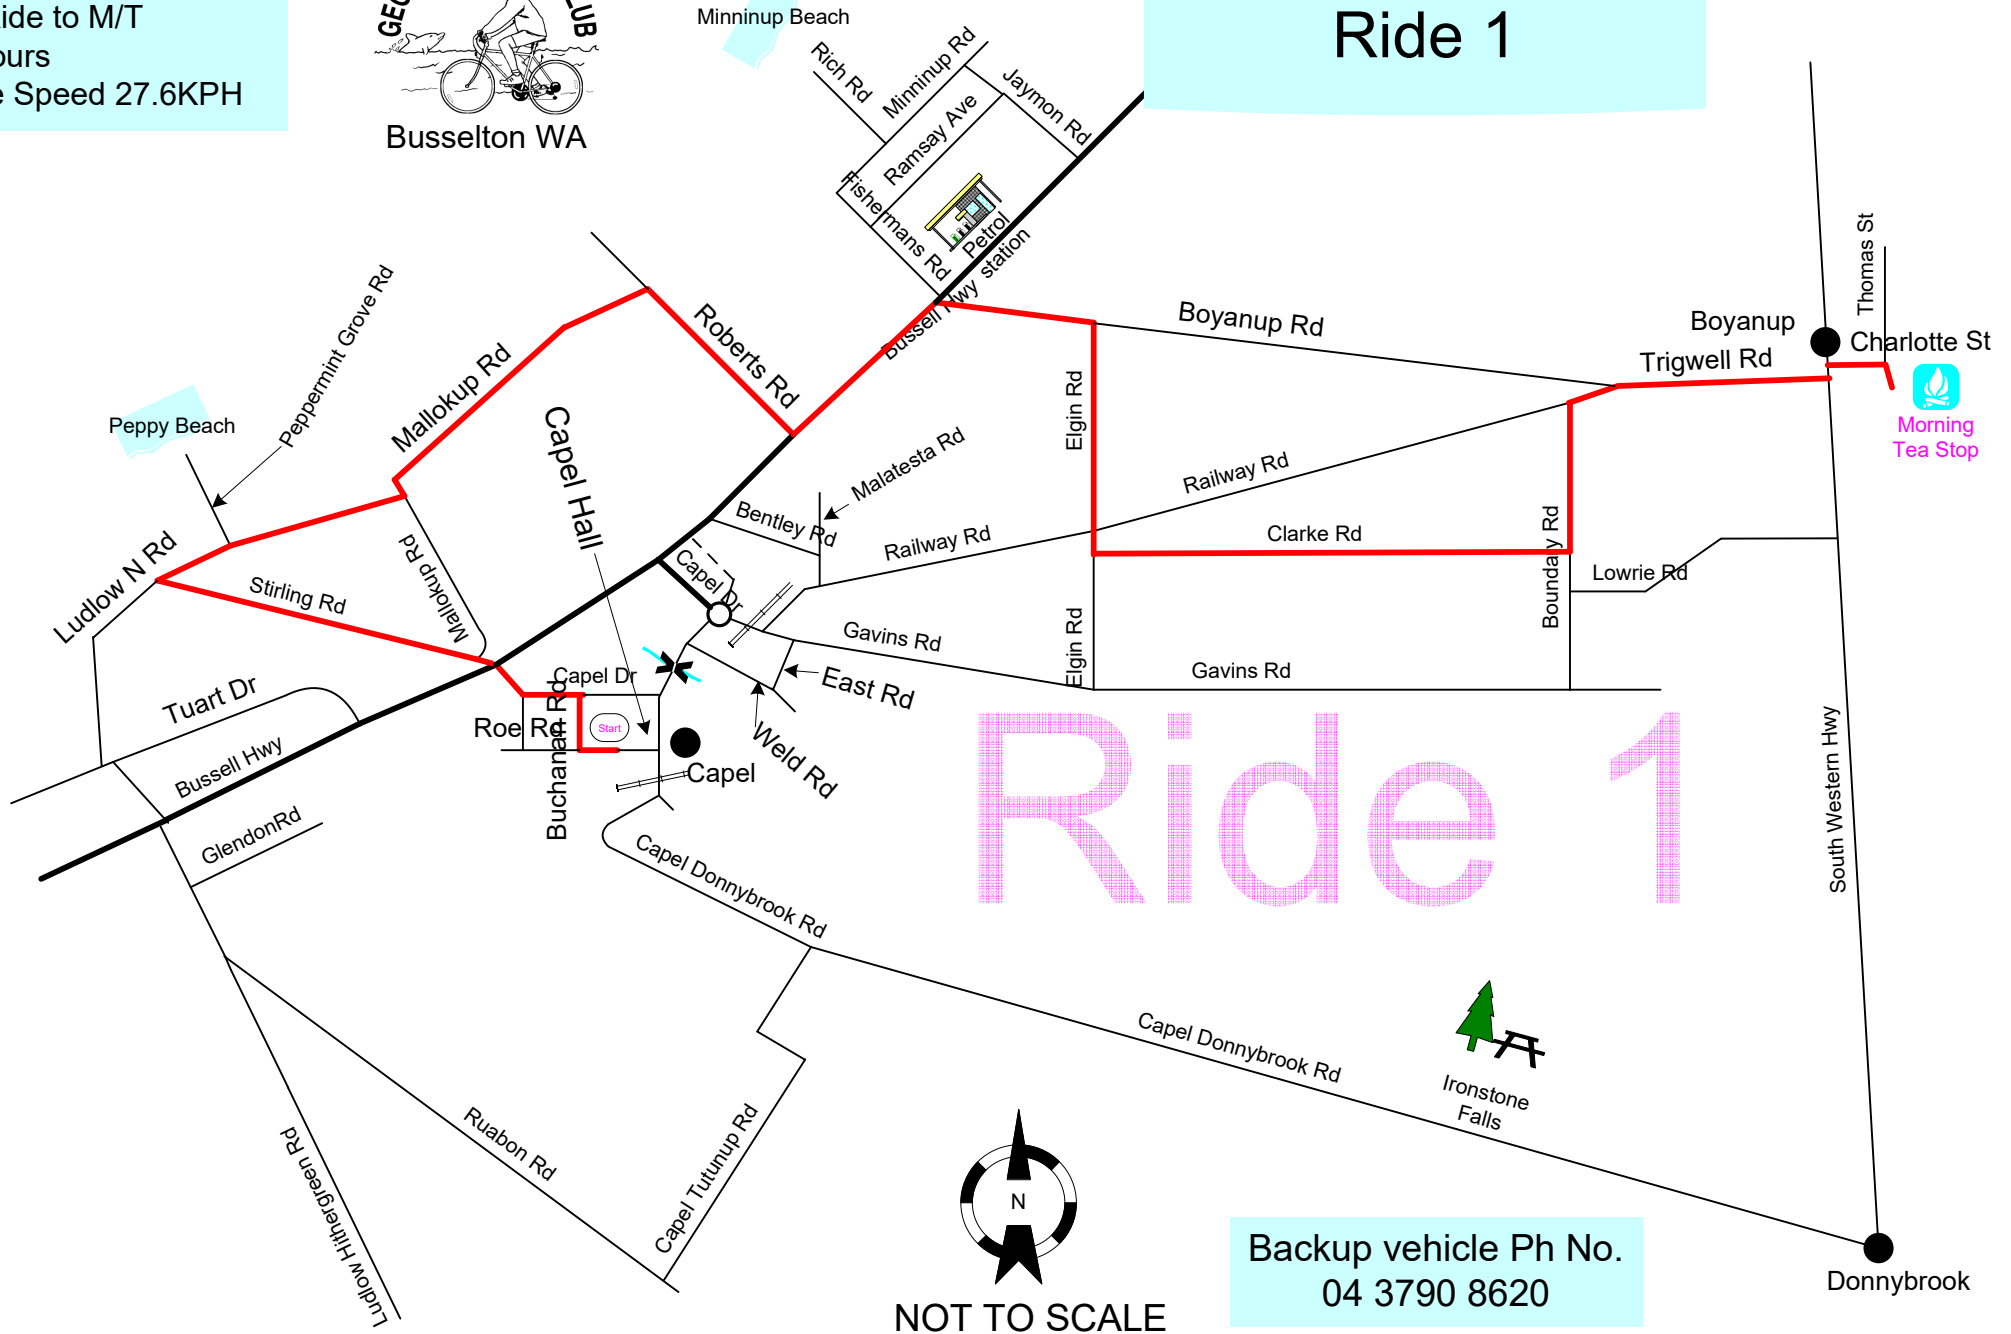 M/T
Speed 27.6KPH
Busselton WA
Minninup Beach
Ride 1
Rich Rd
Minninup Rd
Jaymon Rd
Ramsay Ave
Fishermans Rd
Petrol
station
Bussell Hwy
Peppermint Grove Rd
Roberts Rd
Mallokup Rd
Peppy Beach
Capel Hall
Boyanup Rd
Elgin Rd
Thomas St
Boyanup
Charlotte St
Trigwell Rd
Morning
Tea Stop
Malatesta Rd
Bentley Rd
Railway Rd
Railway Rd
Clarke Rd
Boundary Rd
Lowrie Rd
Ludlow N Rd
Stirling Rd
Mallokup Rd
Capel Dr
Gavins Rd
Elgin Rd
Gavins Rd
Capel Dr
East Rd
Weld Rd
Tuart Dr
Roe Rd
Buchanan Rd
Start
Capel
Bussell Hwy
GlendonRd
Ride 1
South Western Hwy
Capel Donnybrook Rd
Capel Donnybrook Rd
Ironstone
Falls
Ruabon Rd
Capel Tutunup Rd
Ludlow Hithergreen Rd
N
NOT TO SCALE
Backup vehicle Ph No.
04 3790 8620
Donnybrook